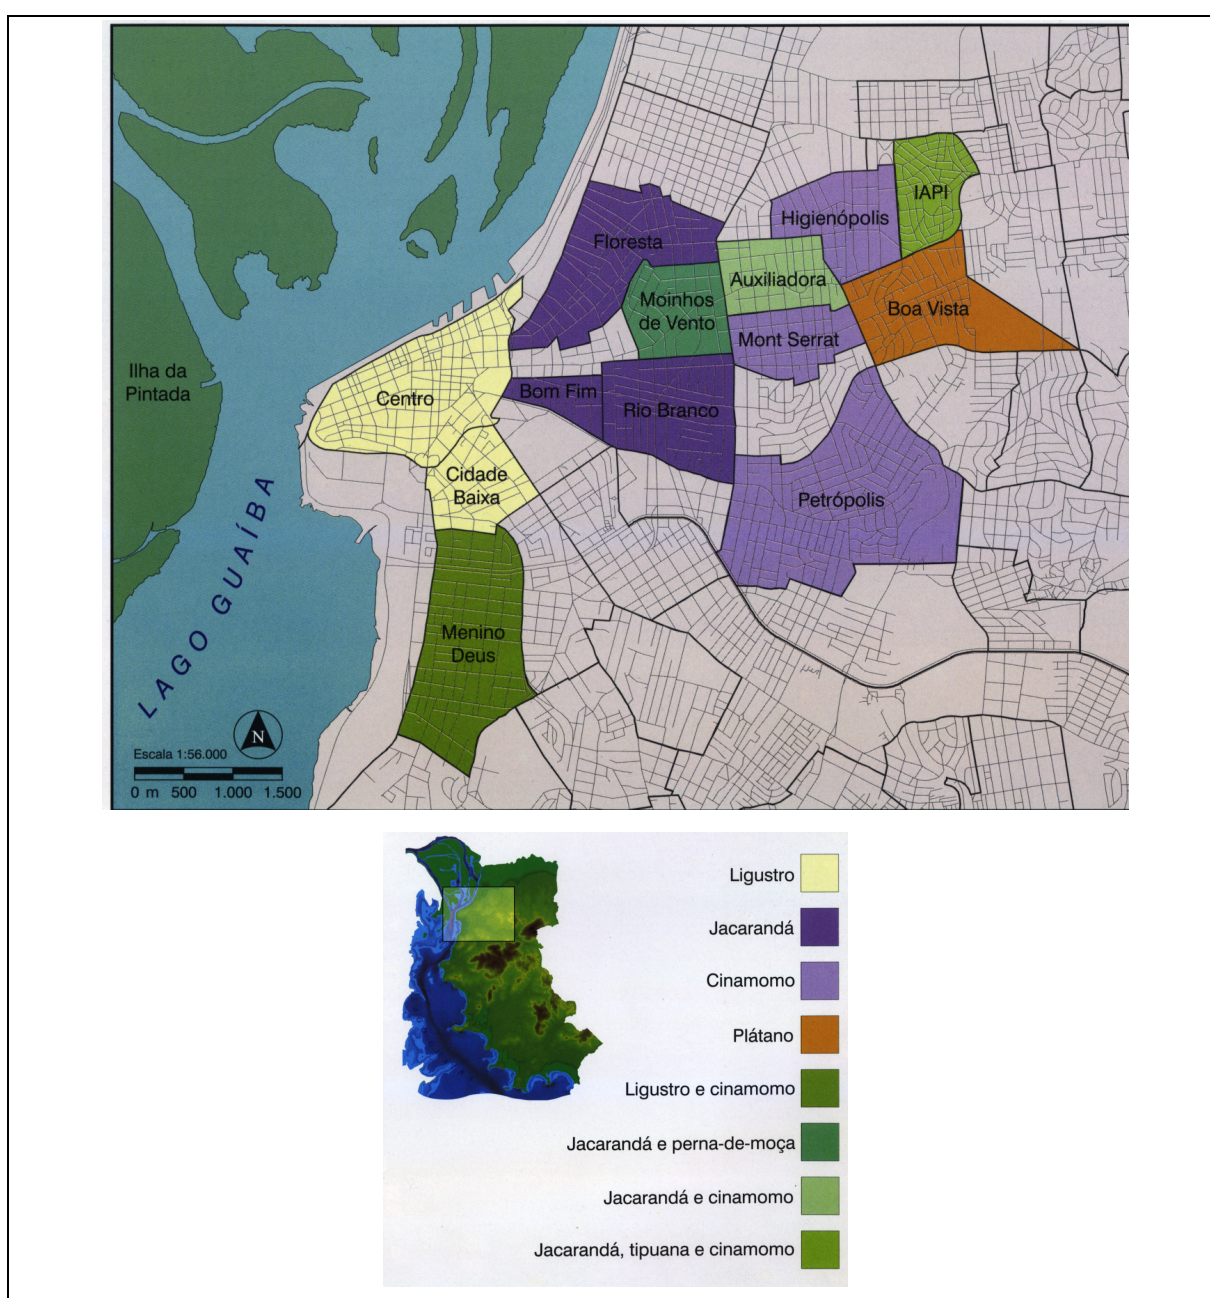 IAPI
Higienópolis
Floresta
Auxiliadora
Moinhos
de Vento
Boa Vista
Mont Serrat
Ilha da
Pintada
Centro
Bom Fim
Rio Branco
Cidade
Baixa
Petrópolis
LAGO GUAÍBA
Menino
Deus
N
Escala 1:56.000
0 m 500 1.000 1.500
Ligustro
Jacarandá
Cinamomo
Plátano
Ligustro e cinamomo
Jacarandá e perna-de-moça
Jacarandá e cinamomo
Jacarandá, tipuana e cinamomo